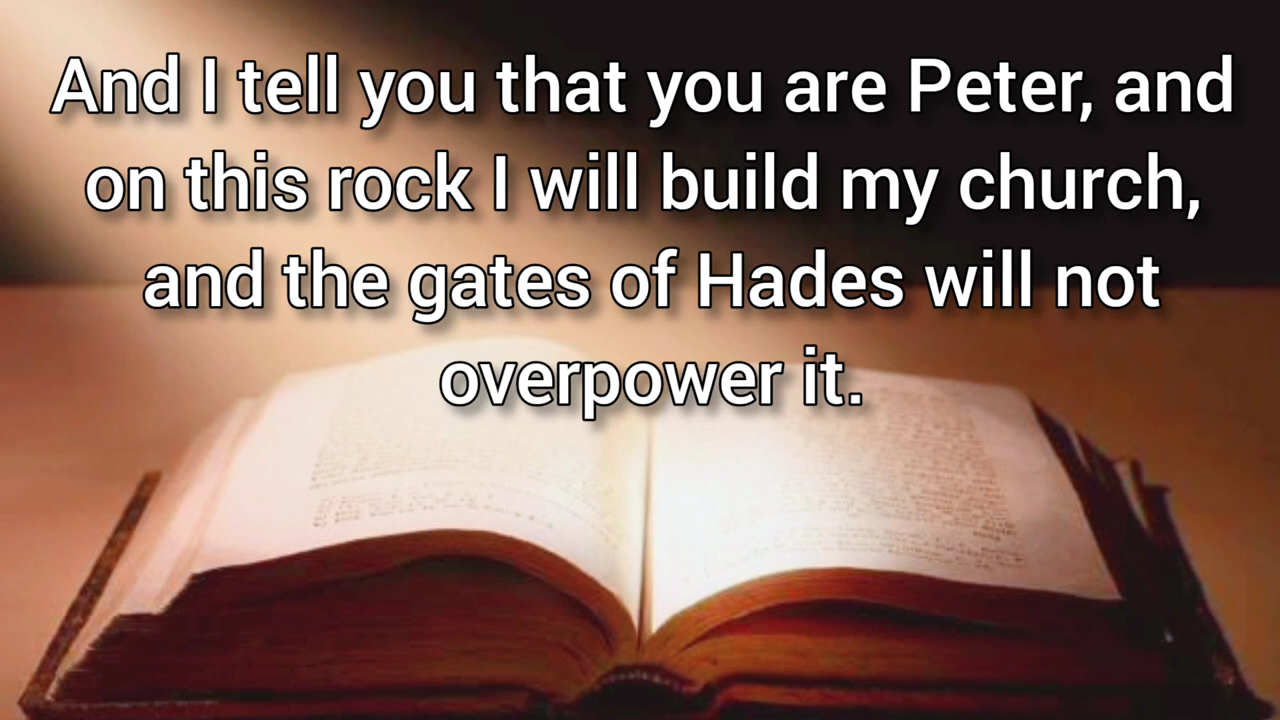 And I tell you that you are Peter, and
on this rock I will build my church,
and the gates of Hades will not
overpower it.